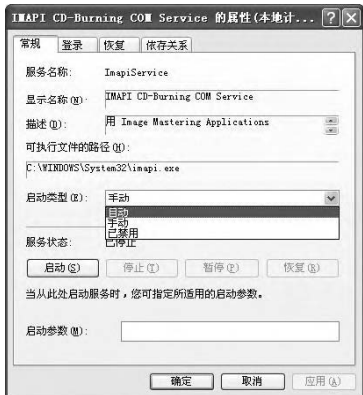 IMAPI CD-Burning COM Service 的属性(本地计...
常规 登录 恢复 依存关系
服务名称: ImapiService
显示名称(N): IMAPI CD-Burning COM Service
描述(D): 用 Image Mastering Applications
可执行文件的路径(H):
C:\WINDOWS\System32\imapi.exe
启动类型(E): 手动
自动
手动
已禁用
服务状态: 已停止
启动(S) 停止(T) 暂停(P) 恢复(R)
当从此处启动服务时，您可指定所适用的启动参数。
启动参数(M):
确定 取消 应用(A)